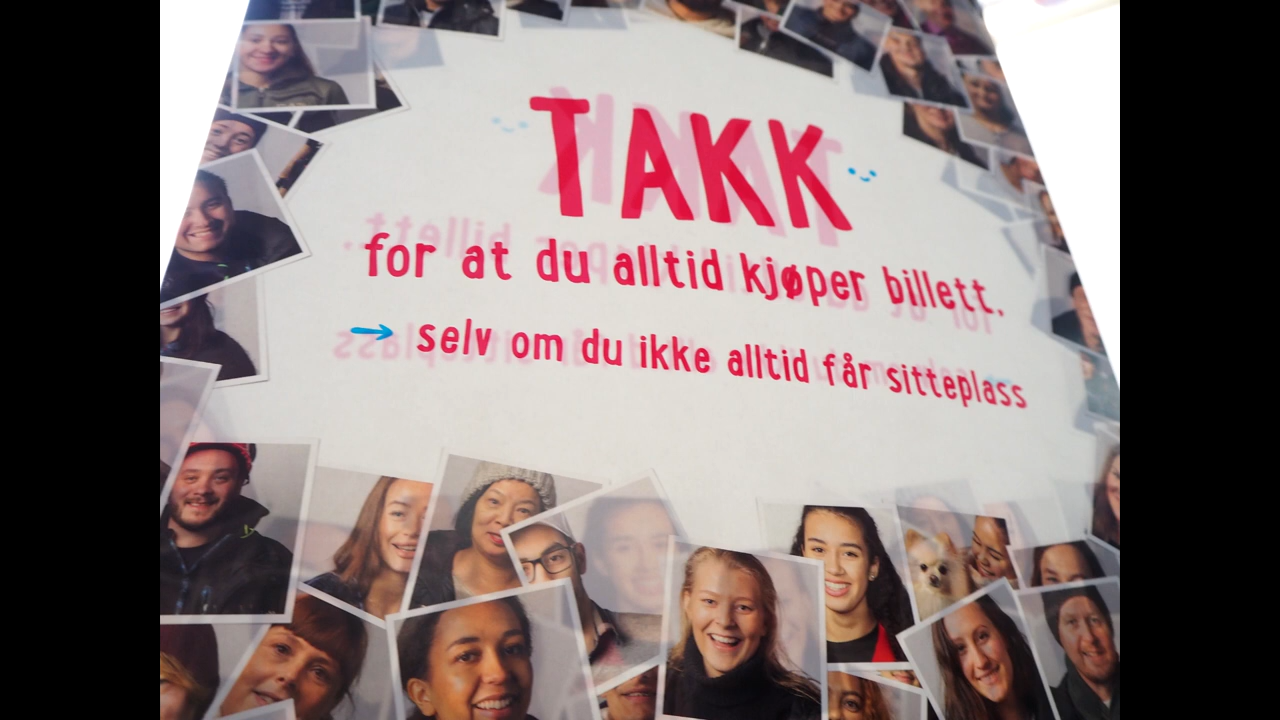 TAKK
for at du alltid kjøper billett.
→ selv om du ikke alltid får sitteplass